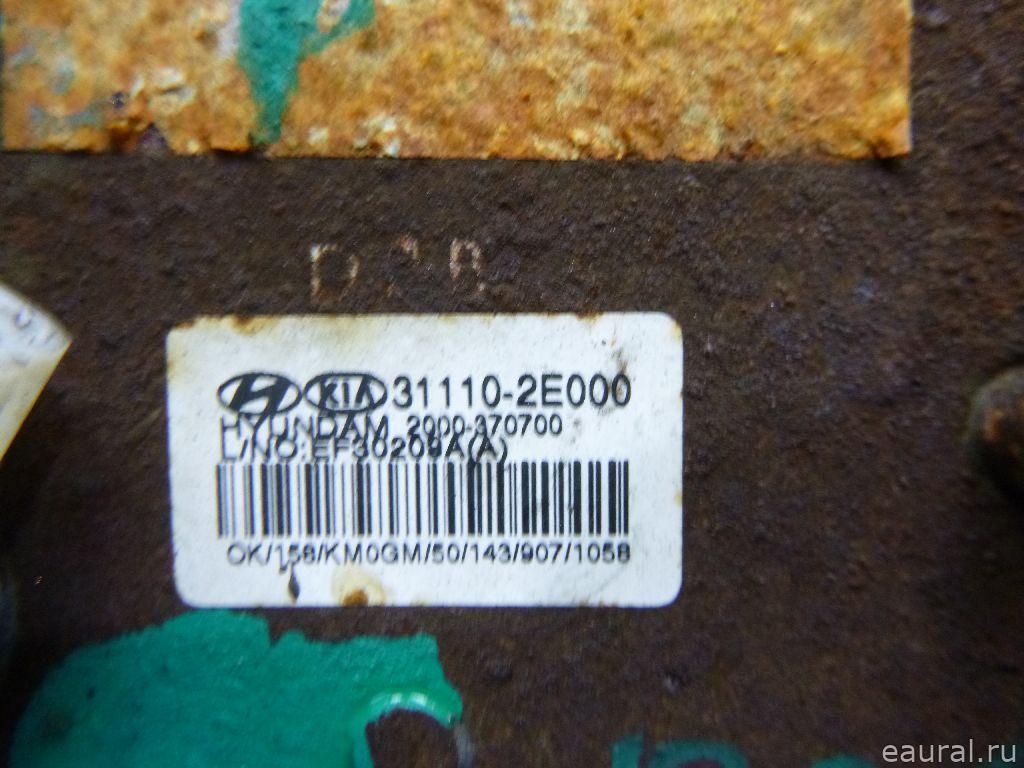 KIA 31110-2E000
HYUNDAM 2000-370700
L/NO:EF30209A(A)
OK/158/KM0GM/50/143/907/1058
eaural.ru